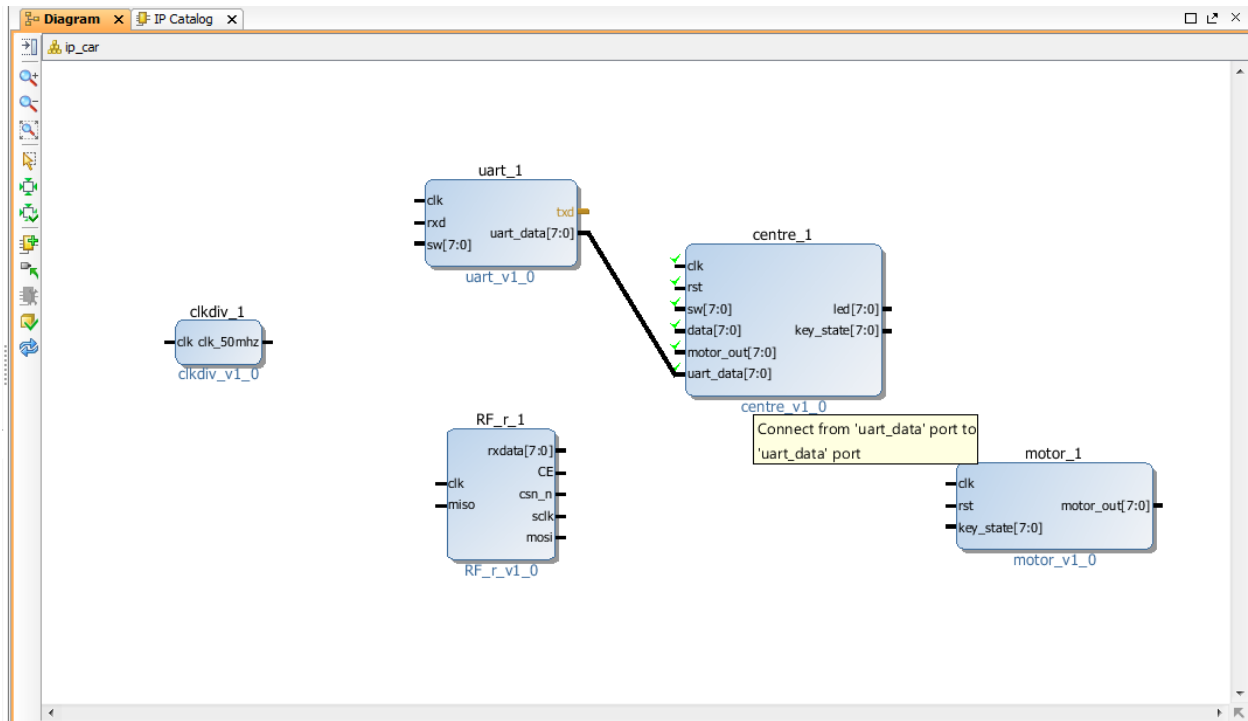 Diagram
IP Catalog
ip_car
uart_1
clk
rxd
sw[7:0]
txd
uart_data[7:0]
uart_v1_0
centre_1
clk
rst
sw[7:0]
data[7:0]
motor_out[7:0]
uart_data[7:0]
led[7:0]
key_state[7:0]
centre_v1_0
Connect from 'uart_data' port to
'uart_data' port
clkdiv_1
clk clk_50mhz
clkdiv_v1_0
RF_r_1
clk
miso
rxdata[7:0]
CE
csn_n
sclk
mosi
RF_r_v1_0
motor_1
clk
rst
key_state[7:0]
motor_out[7:0]
motor_v1_0